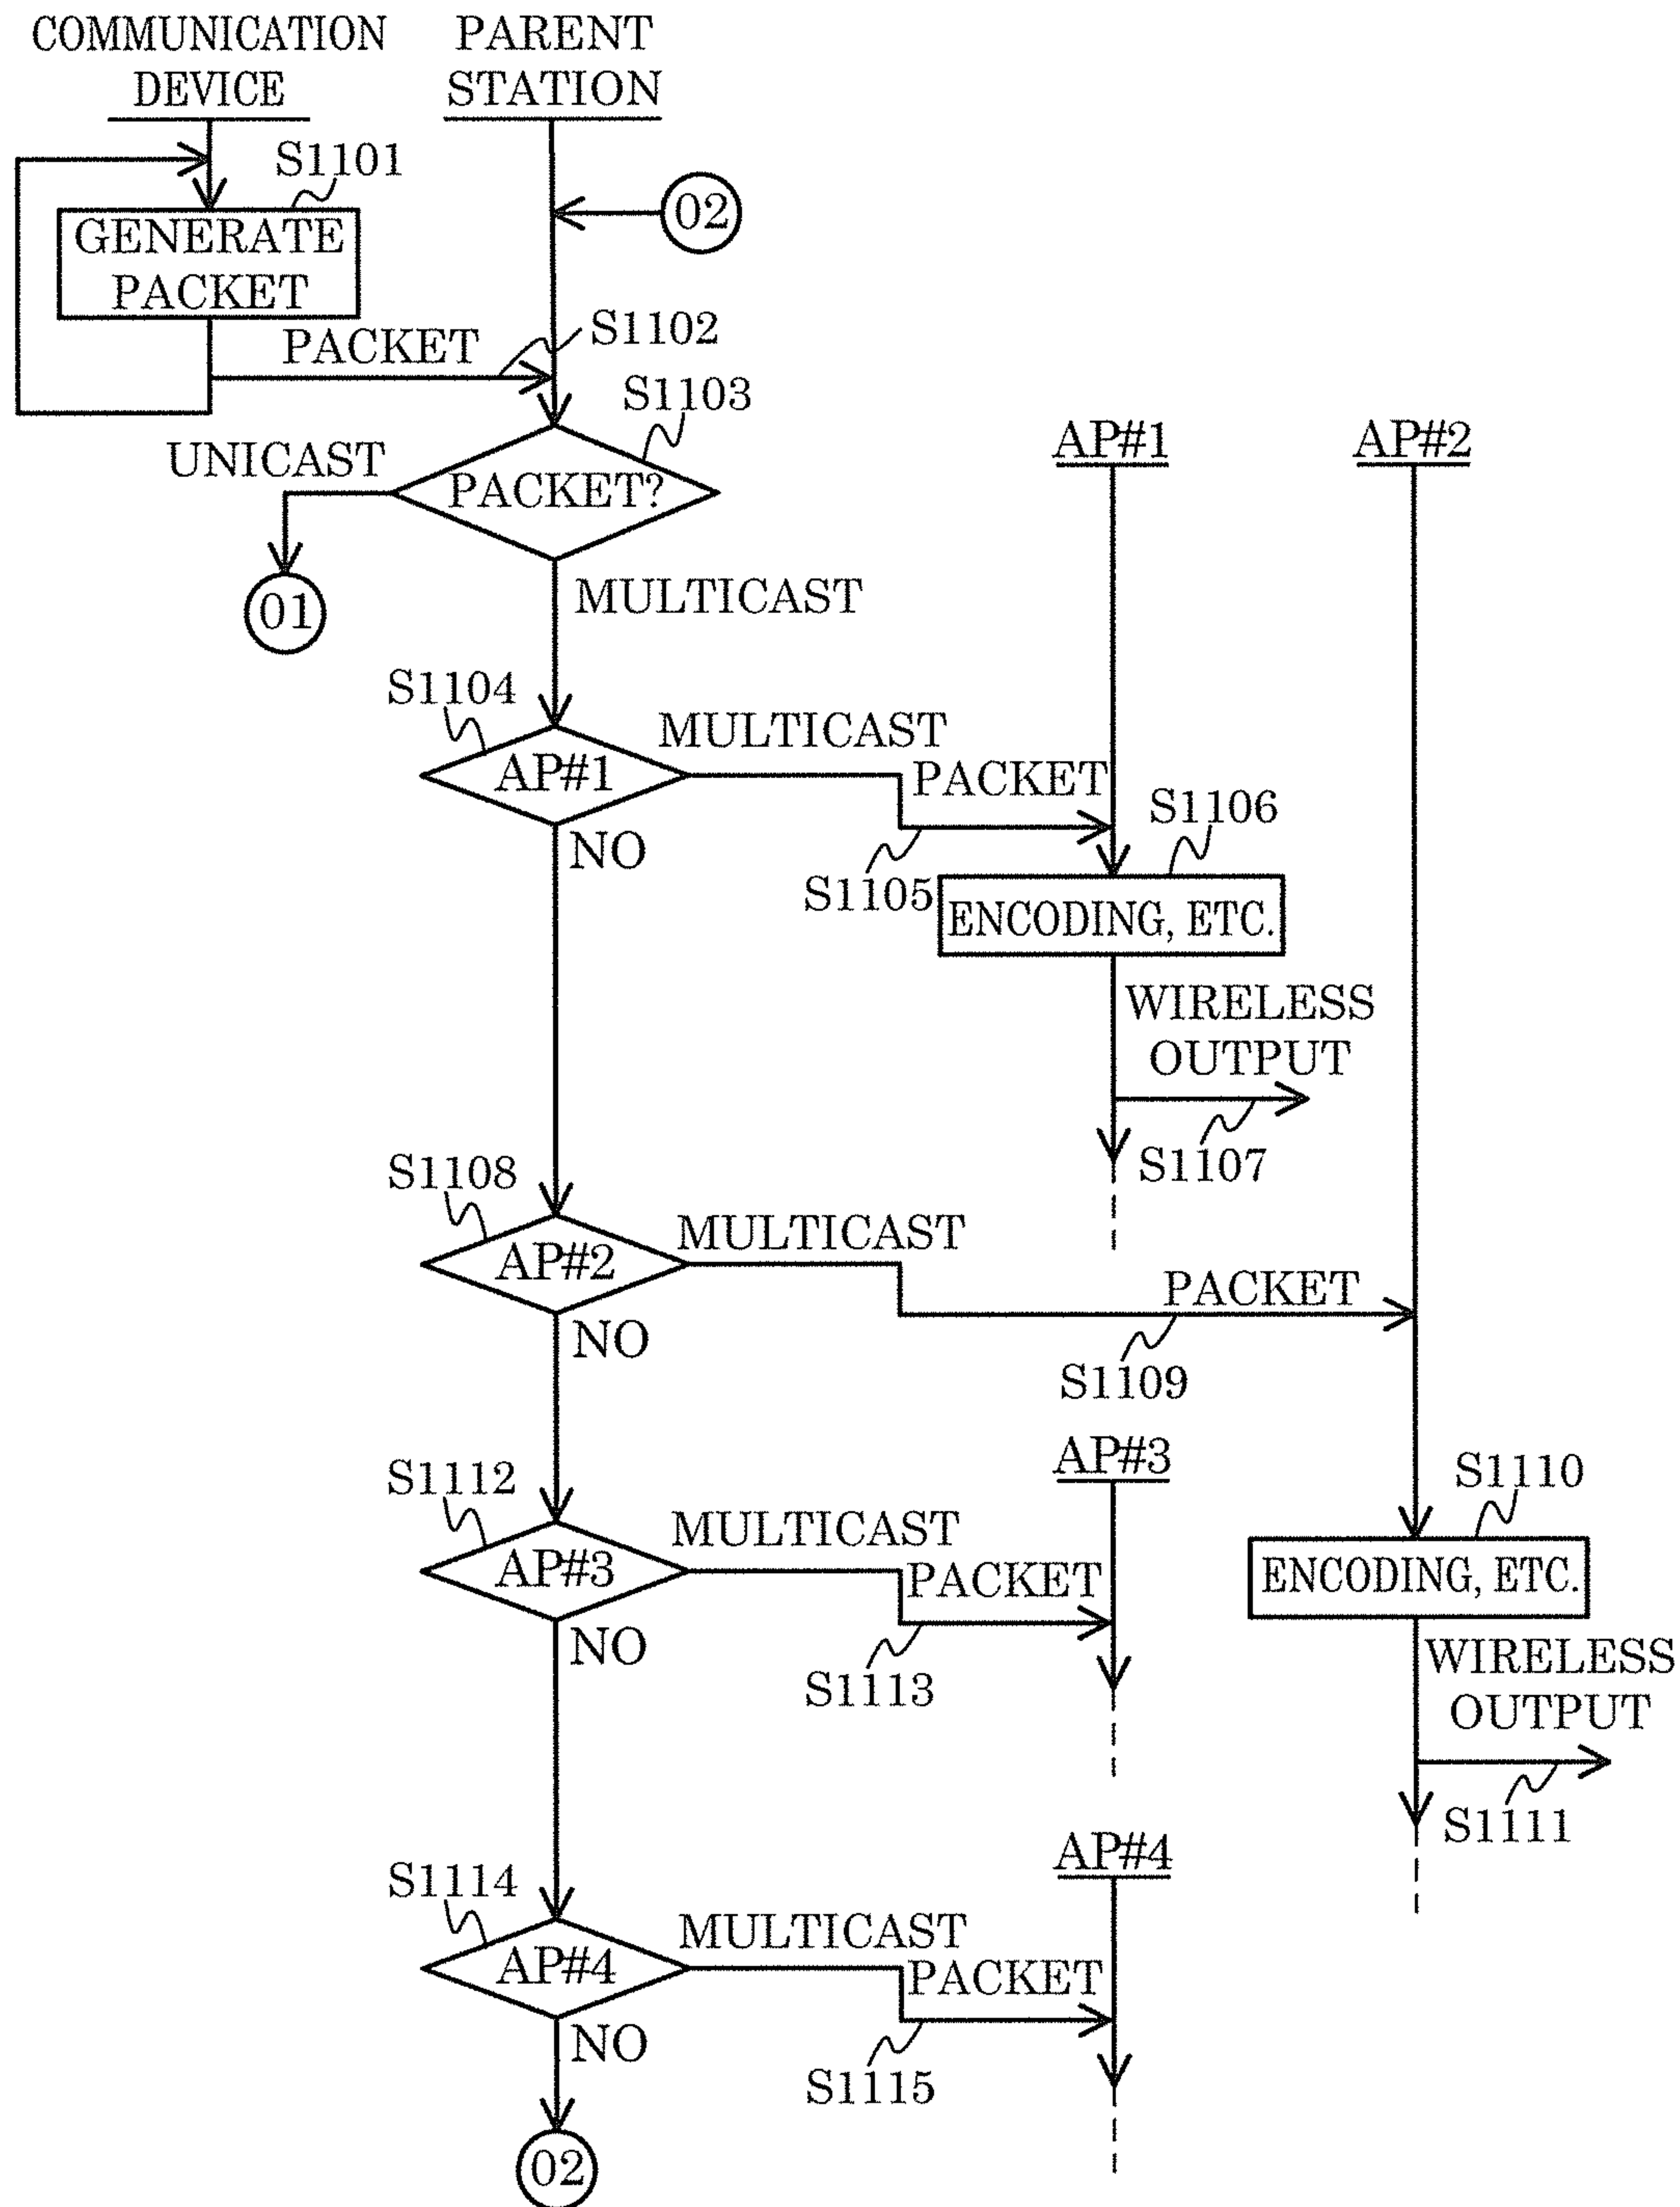 COMMUNICATION
DEVICE
PARENT
STATION
S1101
02
GENERATE
PACKET
PACKET
S1102
S1103
UNICAST
PACKET?
AP#1
AP#2
01
MULTICAST
S1104
AP#1
MULTICAST
PACKET
NO
S1105
S1106
ENCODING, ETC.
WIRELESS
OUTPUT
S1107
S1108
AP#2
MULTICAST
PACKET
NO
S1109
AP#3
S1110
S1112
AP#3
MULTICAST
PACKET
ENCODING, ETC.
NO
S1113
WIRELESS
OUTPUT
S1111
AP#4
S1114
AP#4
MULTICAST
PACKET
NO
S1115
02